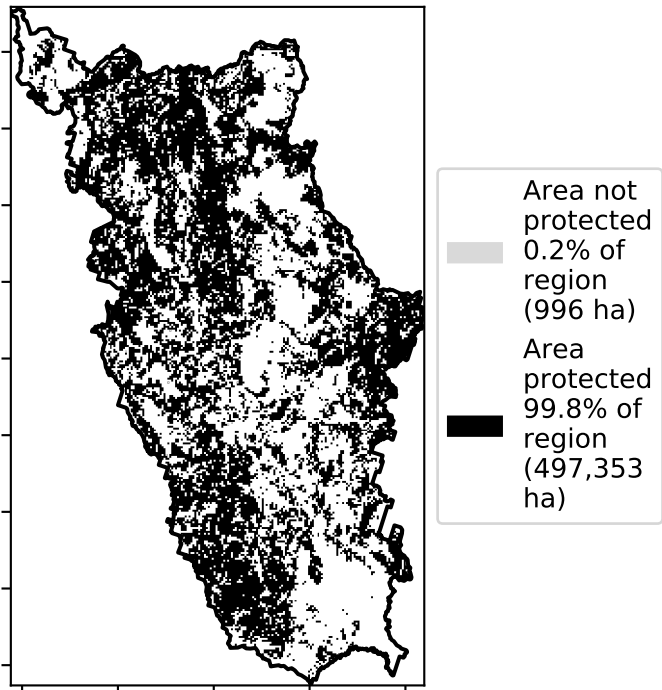 Area not
protected
0.2% of
region
(996 ha)
Area
protected
99.8% of
region
(497,353
ha)